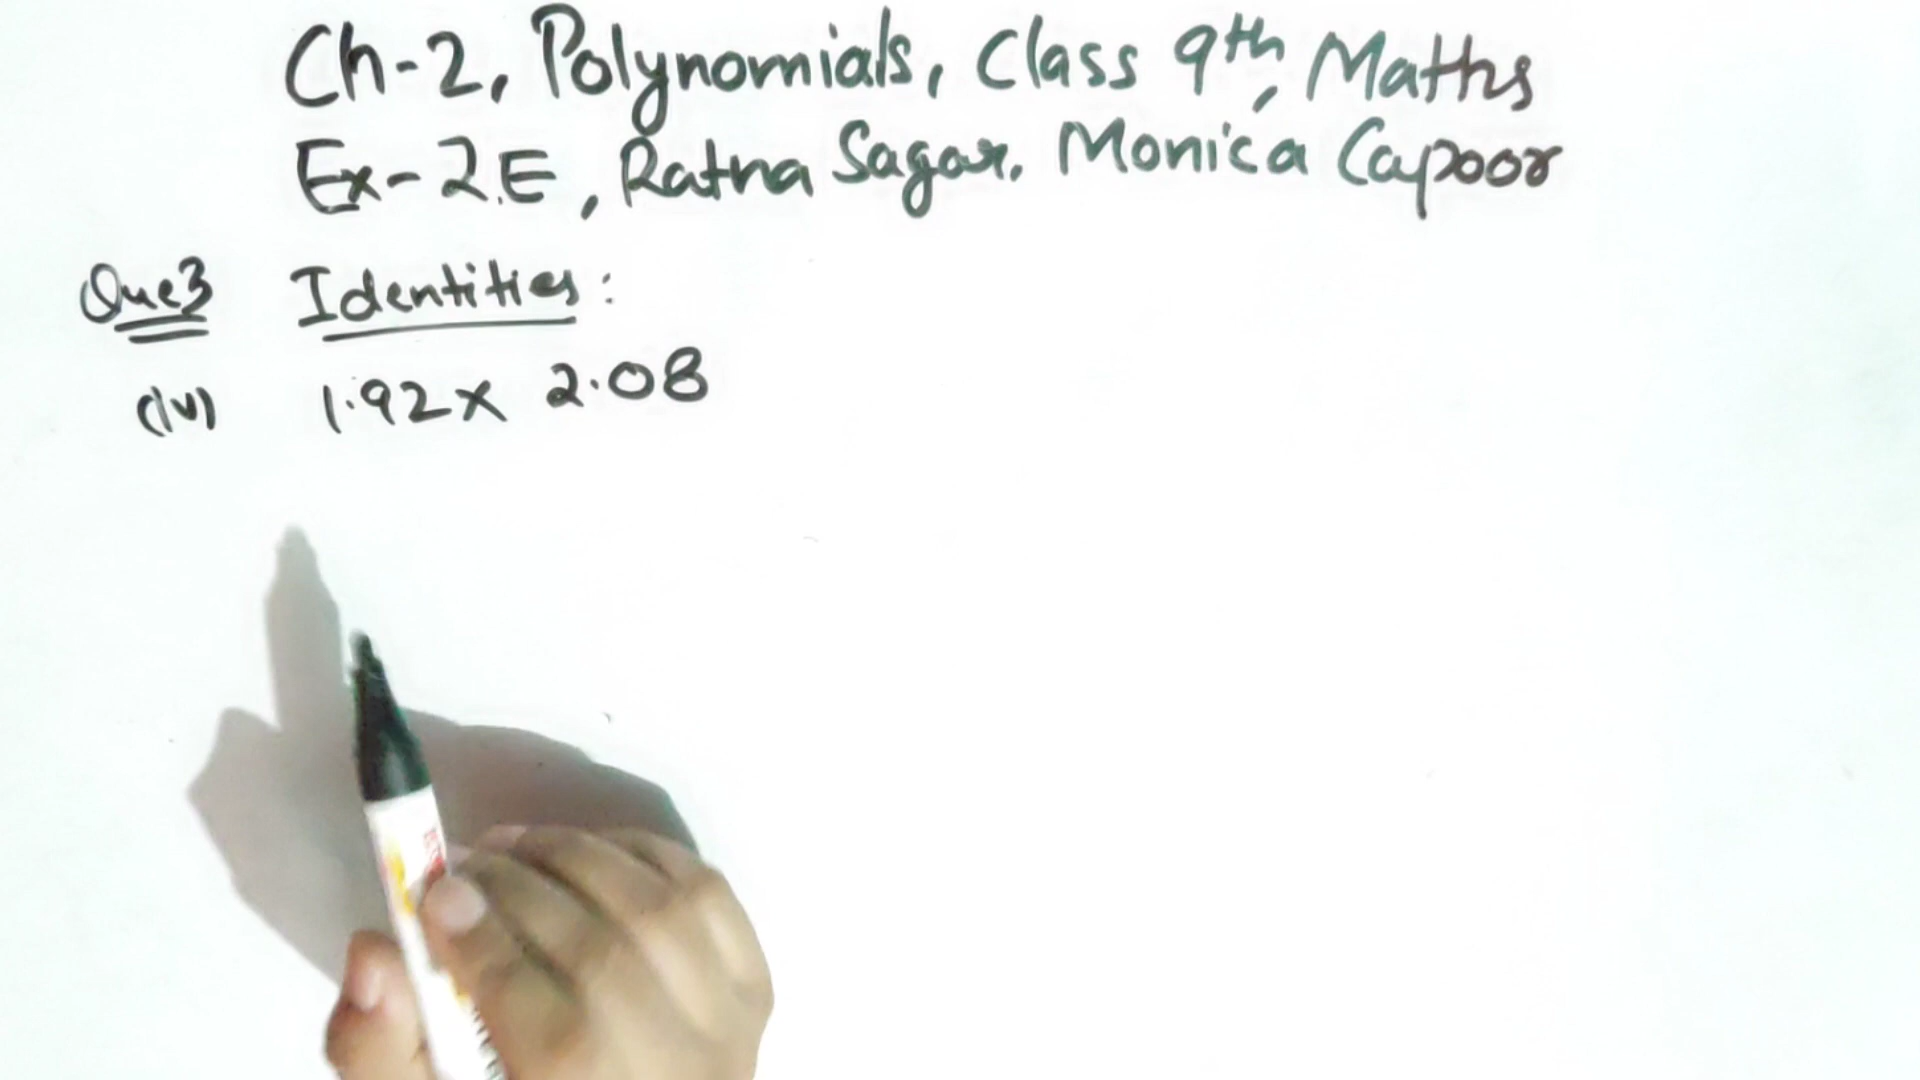 Ch-2, Polynomials, Class 9th, Maths
Ex-2.E, Ratna Sagar, Monica Capoor
Que3 Identities:
(iv) 1.92 x 2.08